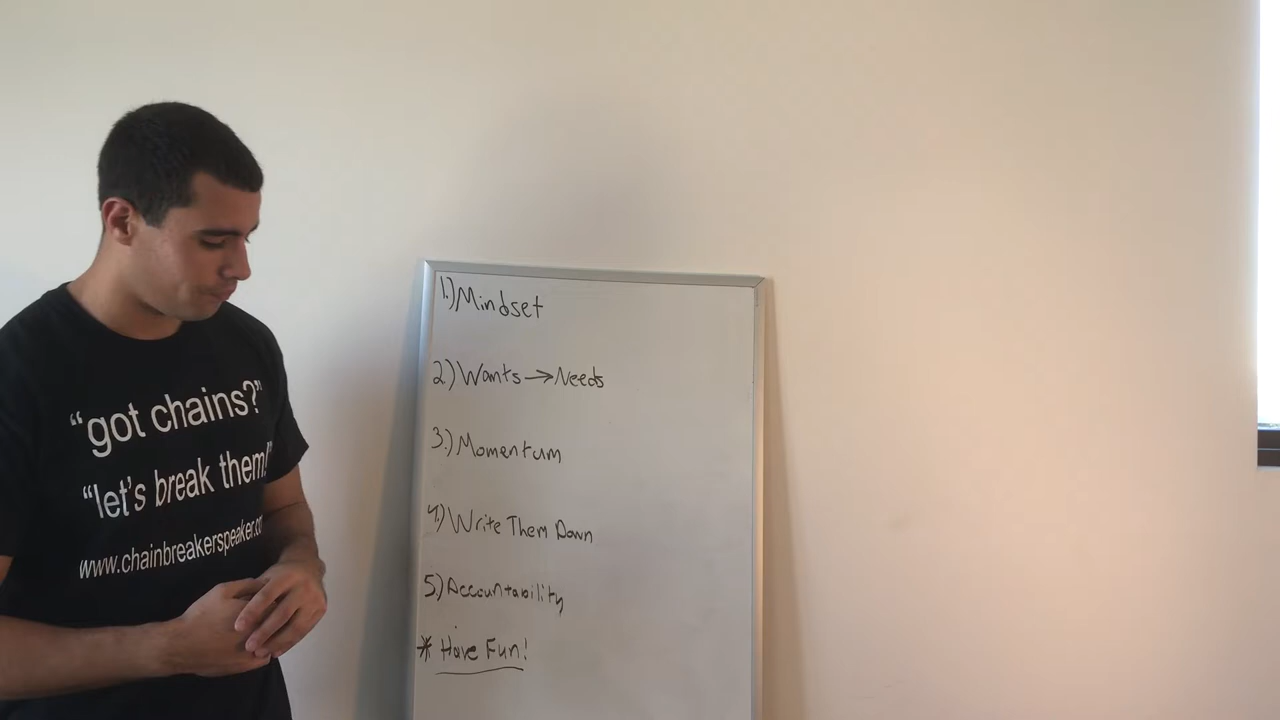 "got chains?"
"let's break them!"
www.chainbreakerspeaker.co
1.) Mindset
2.) Wants → Needs
3.) Momentum
4.) Write Them Down
5.) Accountability
* Have Fun!